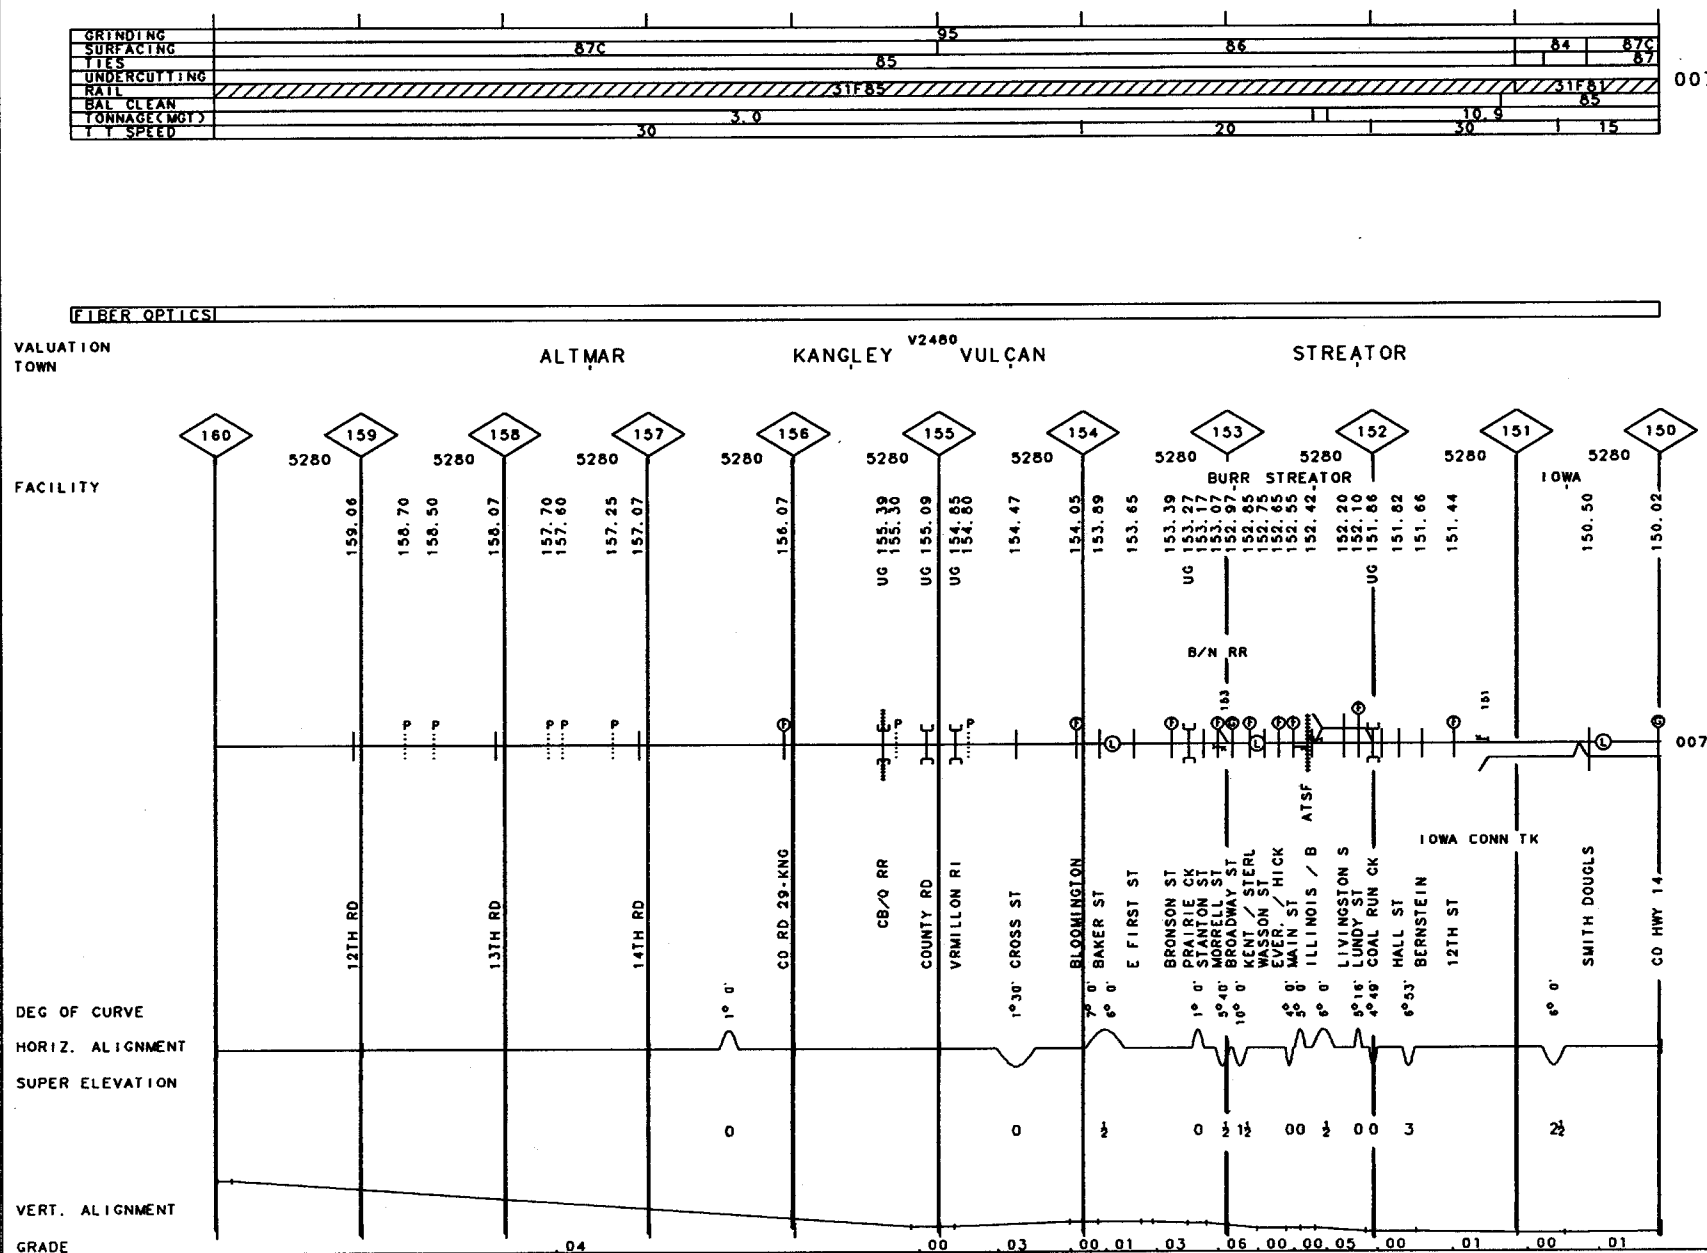 GRINDING 95
SURFACING 87C 86 84 87C
TIES 85 87
UNDERCUTTING
RAIL 31F85 31F81
BAL CLEAN 85
TONNAGE(MGT) 3.0 10.9
T T SPEED 30 20 30 15
007
FIBER OPTICS
VALUATION V2480
TOWN ALTMAR KANGLEY VULCAN STREATOR
160 159 158 157 156 155 154 153 152 151 150
5280 5280 5280 5280 5280 5280 5280 5280 5280 5280
BURR STREATOR IOWA
FACILITY
159.06 158.70 158.50 158.07 157.70 157.60 157.25 157.07 156.07 UG 155.39 155.30 UG 155.09 UG 154.85 154.80 154.47 154.05 153.89 153.65 153.39 UG 153.27 153.17 153.07 152.97 152.85 152.75 152.65 152.55 152.42 152.20 152.10 UG 151.86 151.82 151.66 151.44 150.50 150.02
B/N RR
153 151
P P P P P F P P F L F F G F L F F F F L G
007
ATSF
IOWA CONN TK
12TH RD 13TH RD 14TH RD CO RD 29-KNG CB/Q RR COUNTY RD VRMILLON RI CROSS ST BLOOMINGTON BAKER ST E FIRST ST BRONSON ST PRAIRIE CK STANTON ST MORRELL ST BROADWAY ST KENT / STERL WASSON ST EVER. / HICK MAIN ST ILLINOIS / B LIVINGSTON S LUNDY ST COAL RUN CK HALL ST BERNSTEIN 12TH ST SMITH DOUGLS CO HWY 14
DEG OF CURVE 1° 0' 1°30' 7° 0' 6° 0' 1° 0' 5°40' 10° 0' 4° 0' 5° 0' 6° 0' 5°16' 4°49' 6°53' 6° 0'
HORIZ. ALIGNMENT
SUPER ELEVATION
0 0 ½ 0 ½ 1½ 0 0 ½ 0 0 3 2½
VERT. ALIGNMENT
GRADE .04 .00 .03 .00 .01 .03 .06 .00 .00 .05 .00 .01 .00 .01